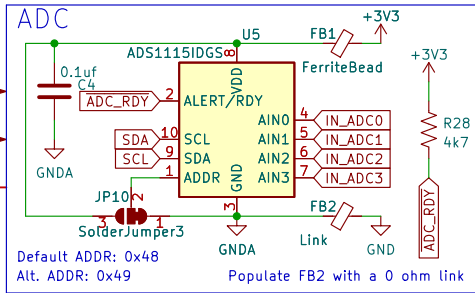 ADC
U5
ADS1115IDGS
FB1
FerriteBead
+3V3
+3V3
0.1uf
C4
GNDA
ADC_RDY
2
ALERT/RDY
8
VDD
AIN0
4
IN_ADC0
SDA
10
SCL
AIN1
5
IN_ADC1
SCL
9
SDA
AIN2
6
IN_ADC2
1
ADDR
GND
AIN3
7
IN_ADC3
R28
4k7
ADC_RDY
JP10
2
3
1
SolderJumper3
3
GNDA
FB2
Link
GND
Default ADDR: 0x48
Alt. ADDR: 0x49
Populate FB2 with a 0 ohm link